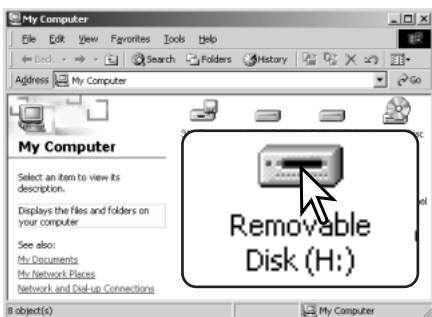 My Computer
File Edit View Favorites Tools Help
Back Search Folders History
Address My Computer Go
My Computer
Select an item to view its
description.
Displays the files and folders on
your computer
See also:
My Documents
My Network Places
Network and Dial-up Connections
Removable
Disk (H:)
8 object(s) My Computer